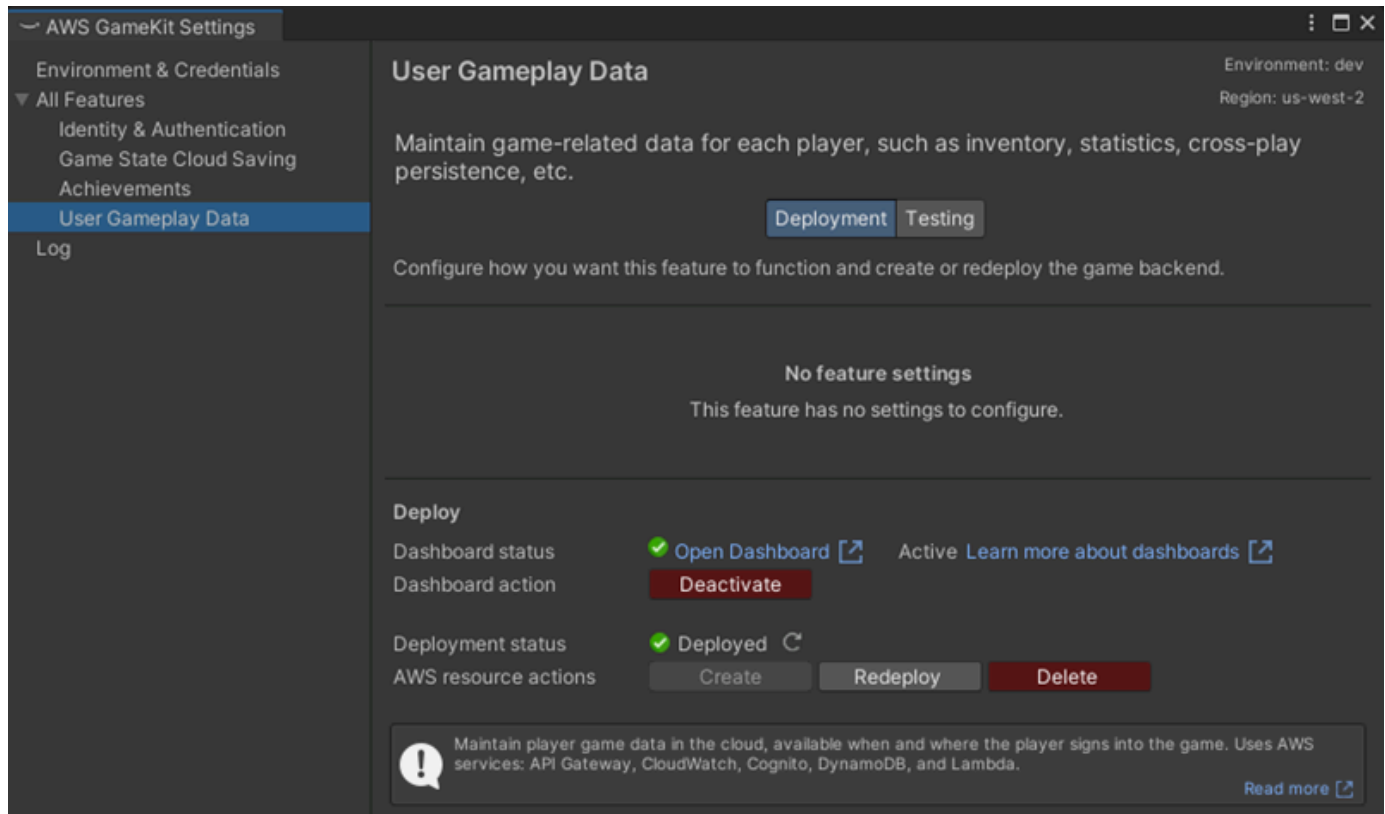 AWS GameKit Settings
Environment & Credentials
All Features
Identity & Authentication
Game State Cloud Saving
Achievements
User Gameplay Data
Log
User Gameplay Data
Environment: dev
Region: us-west-2
Maintain game-related data for each player, such as inventory, statistics, cross-play
persistence, etc.
Deployment Testing
Configure how you want this feature to function and create or redeploy the game backend.
No feature settings
This feature has no settings to configure.
Deploy
Dashboard status Open Dashboard Active Learn more about dashboards
Dashboard action Deactivate
Deployment status Deployed
AWS resource actions Create Redeploy Delete
Maintain player game data in the cloud, available when and where the player signs into the game. Uses AWS
services: API Gateway, CloudWatch, Cognito, DynamoDB, and Lambda.
Read more